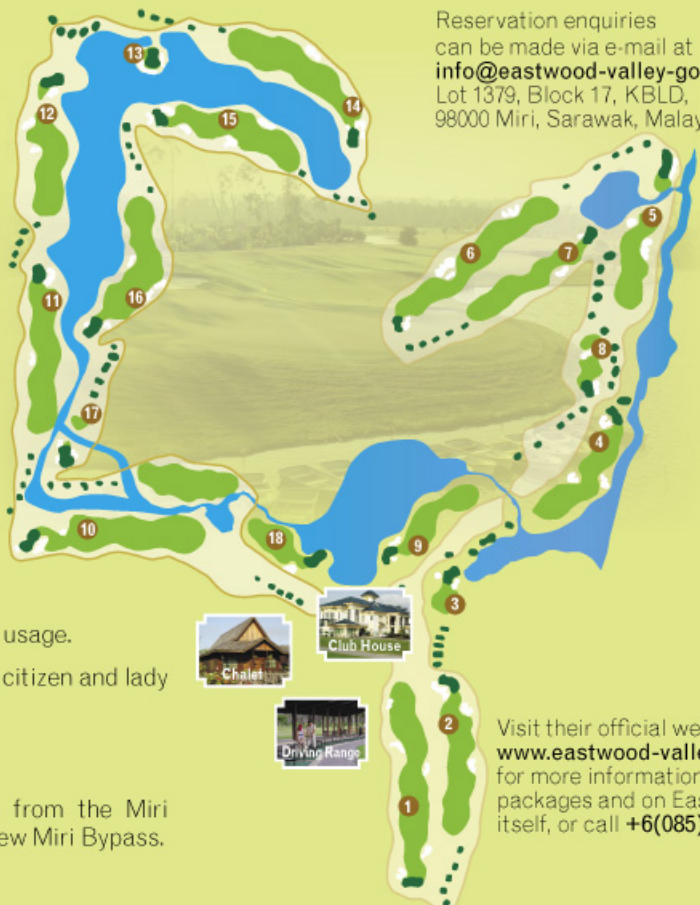 Reservation enquiries
can be made via e-mail at
info@eastwood-valley-go
Lot 1379, Block 17, KBLD,
98000 Miri, Sarawak, Malay
13
12
14
15
5
6
7
11
16
8
17
4
10
18
9
3
usage.
citizen and lady
Chalet
Club House
Driving Range
2
1
Visit their official we
www.eastwood-valle
for more information
packages and on Eas
itself, or call +6(085)
from the Miri
ew Miri Bypass.